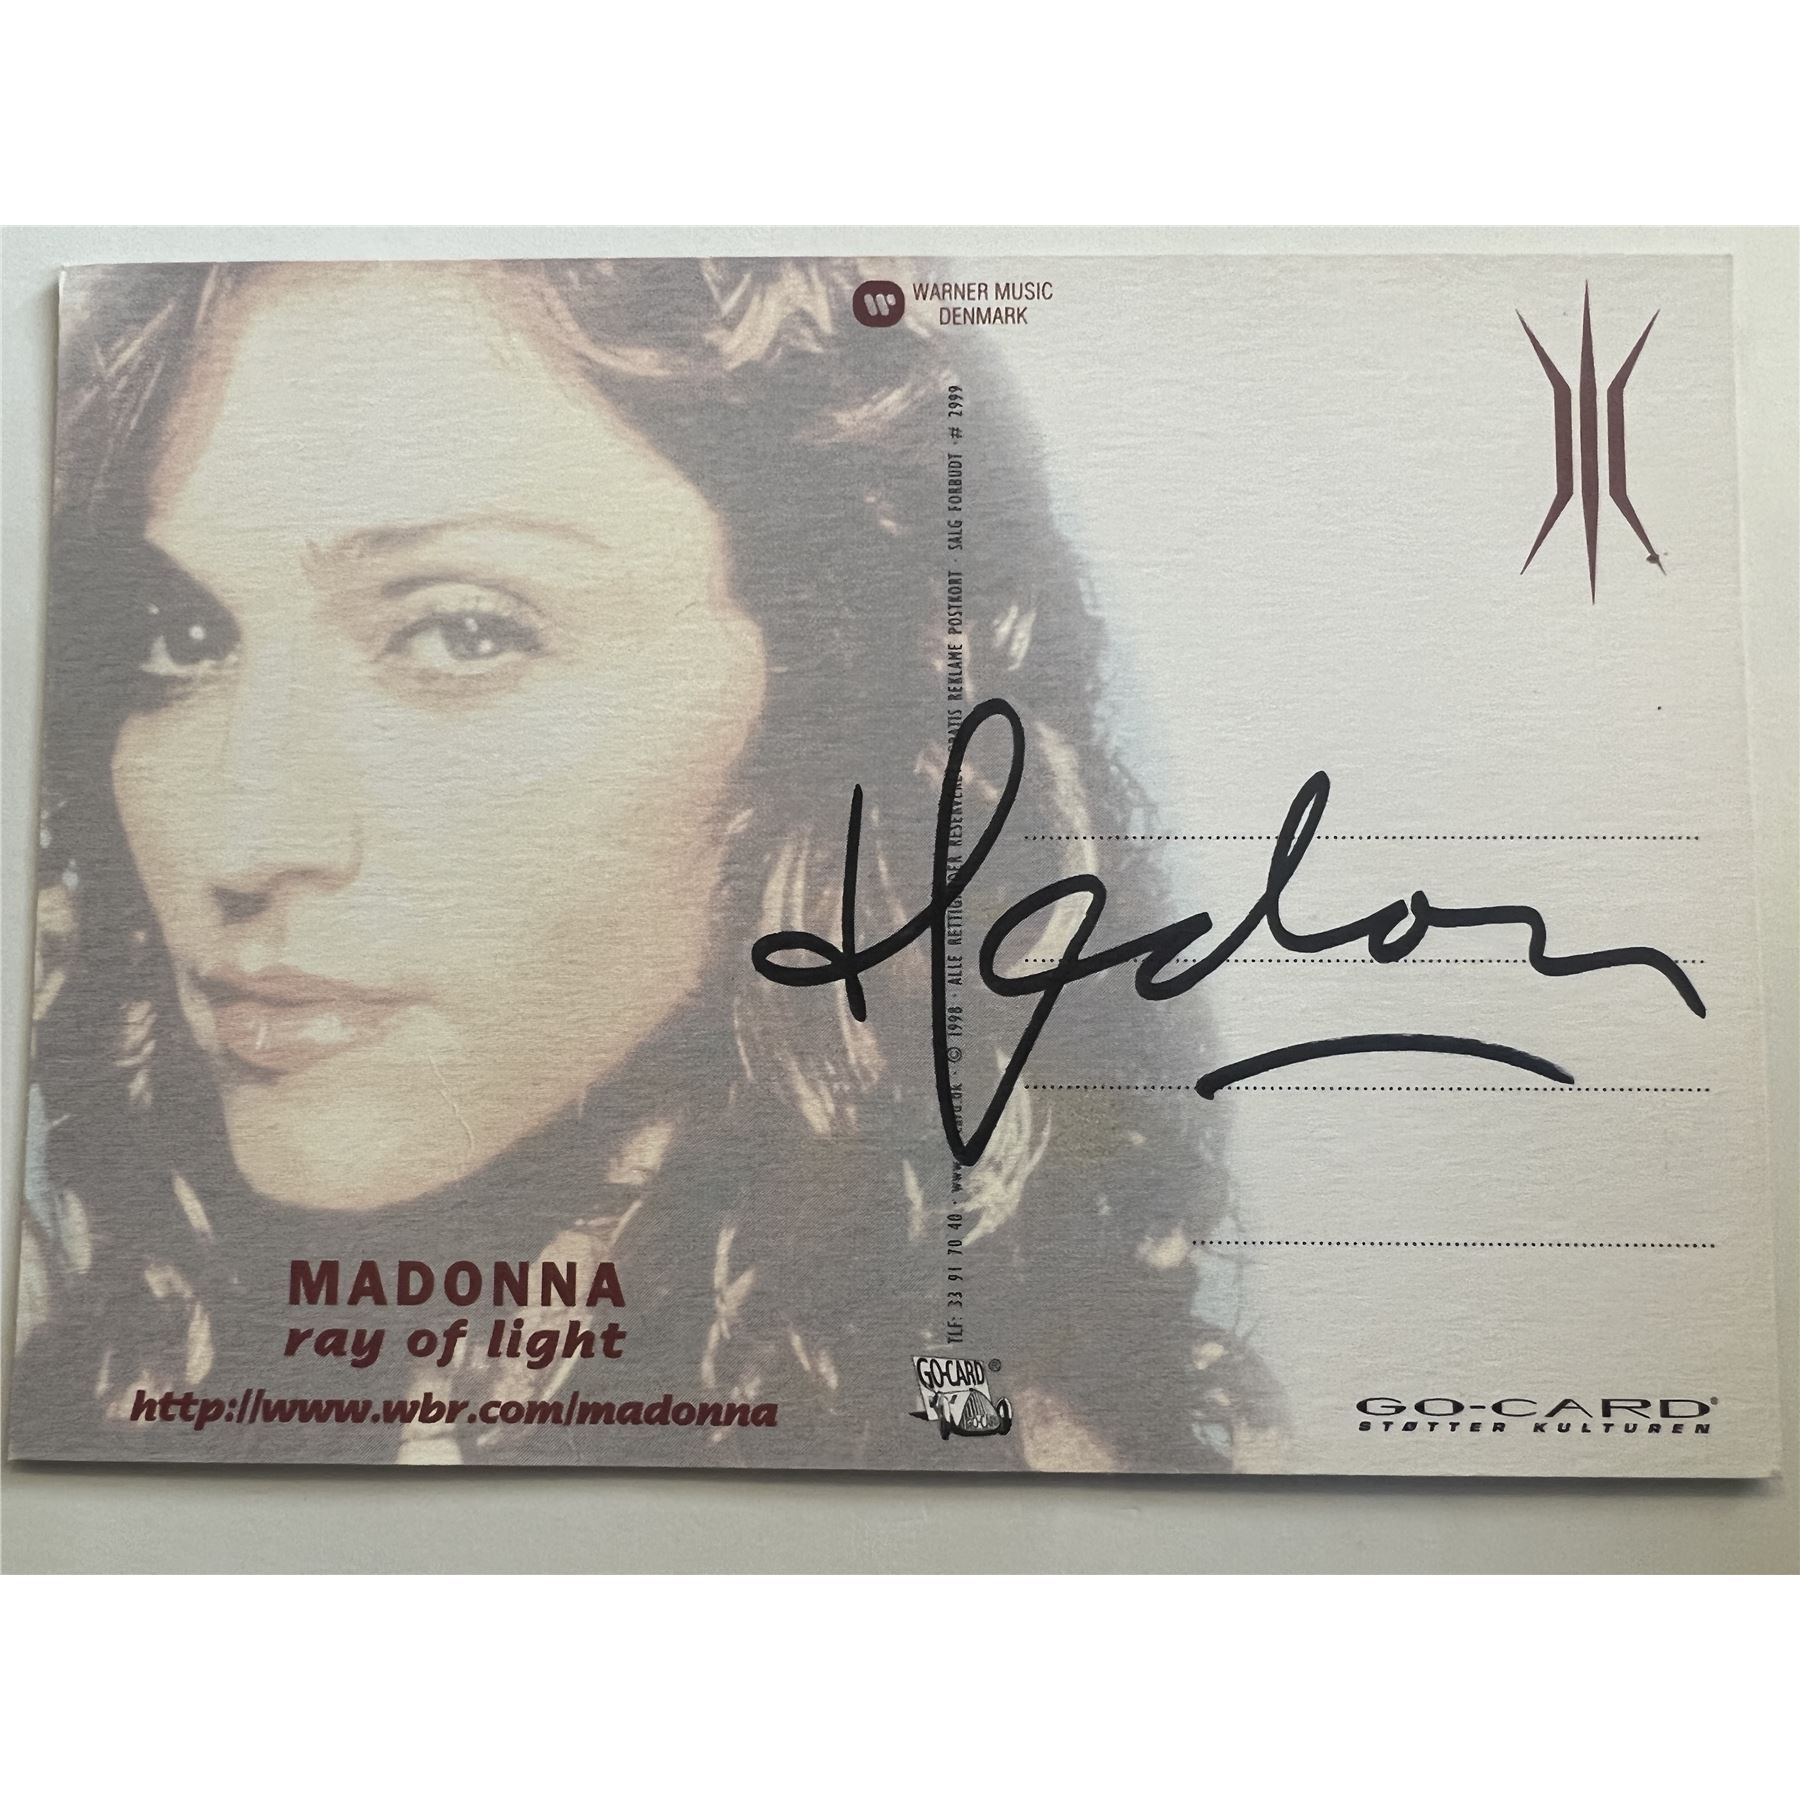 WARNER MUSIC
DENMARK
TLF: 33 91 70 40 · © 1998 · ALLE RETTIGHEDER RESERVERET · GRATIS REKLAME POSTKORT · SALG FORBUDT · # 2999
Madonna
MADONNA
ray of light
http://www.wbr.com/madonna
GO-CARD®
GO-CARD®
STØTTER KULTUREN